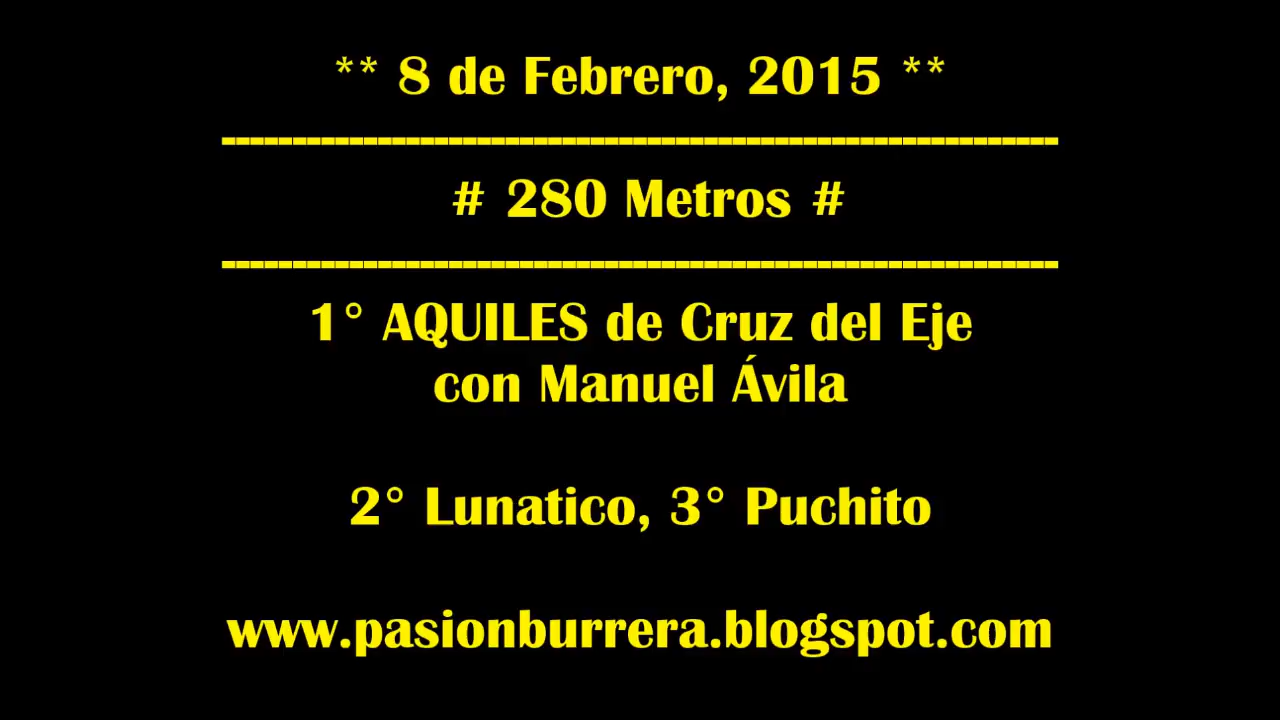 ** 8 de Febrero, 2015 **
------------------------------------------------------------
# 280 Metros #
------------------------------------------------------------
1° AQUILES de Cruz del Eje
con Manuel Ávila
2° Lunatico, 3° Puchito
www.pasionburrera.blogspot.com